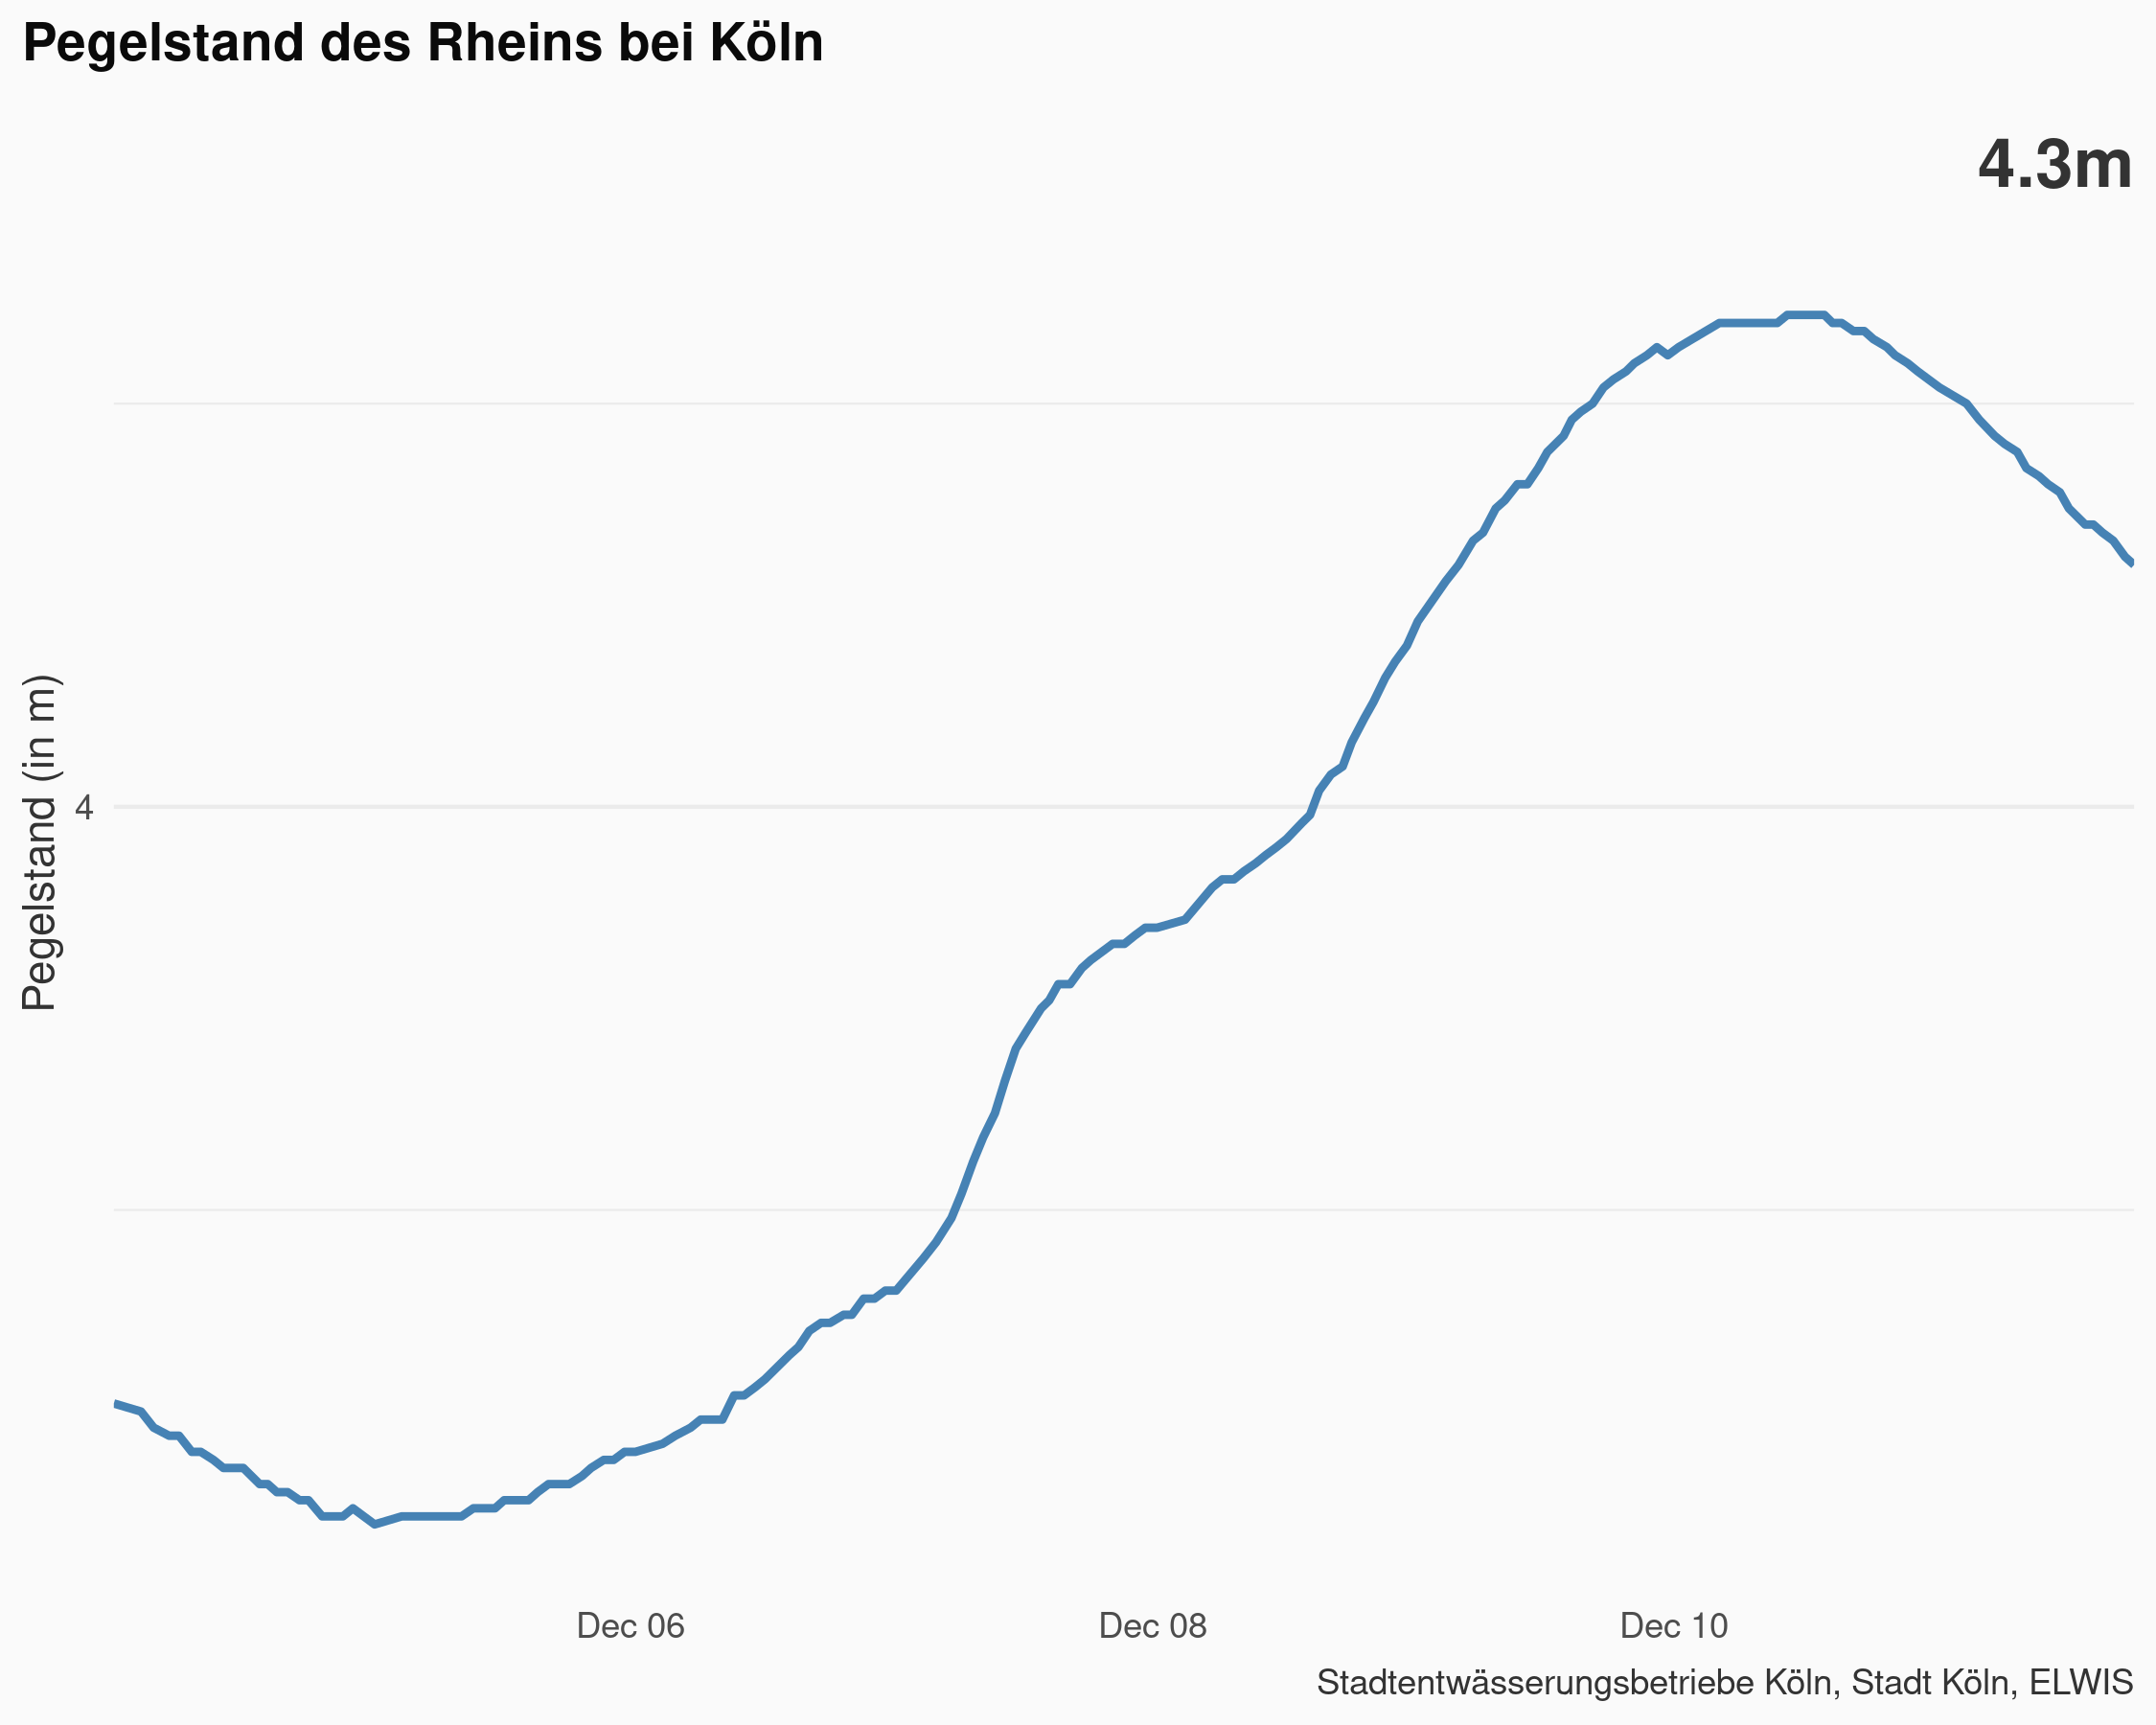 Pegelstand des Rheins bei Köln
4.3m
Pegelstand (in m)
4
Dec 06
Dec 08
Dec 10
Stadtentwässerungsbetriebe Köln, Stadt Köln, ELWIS